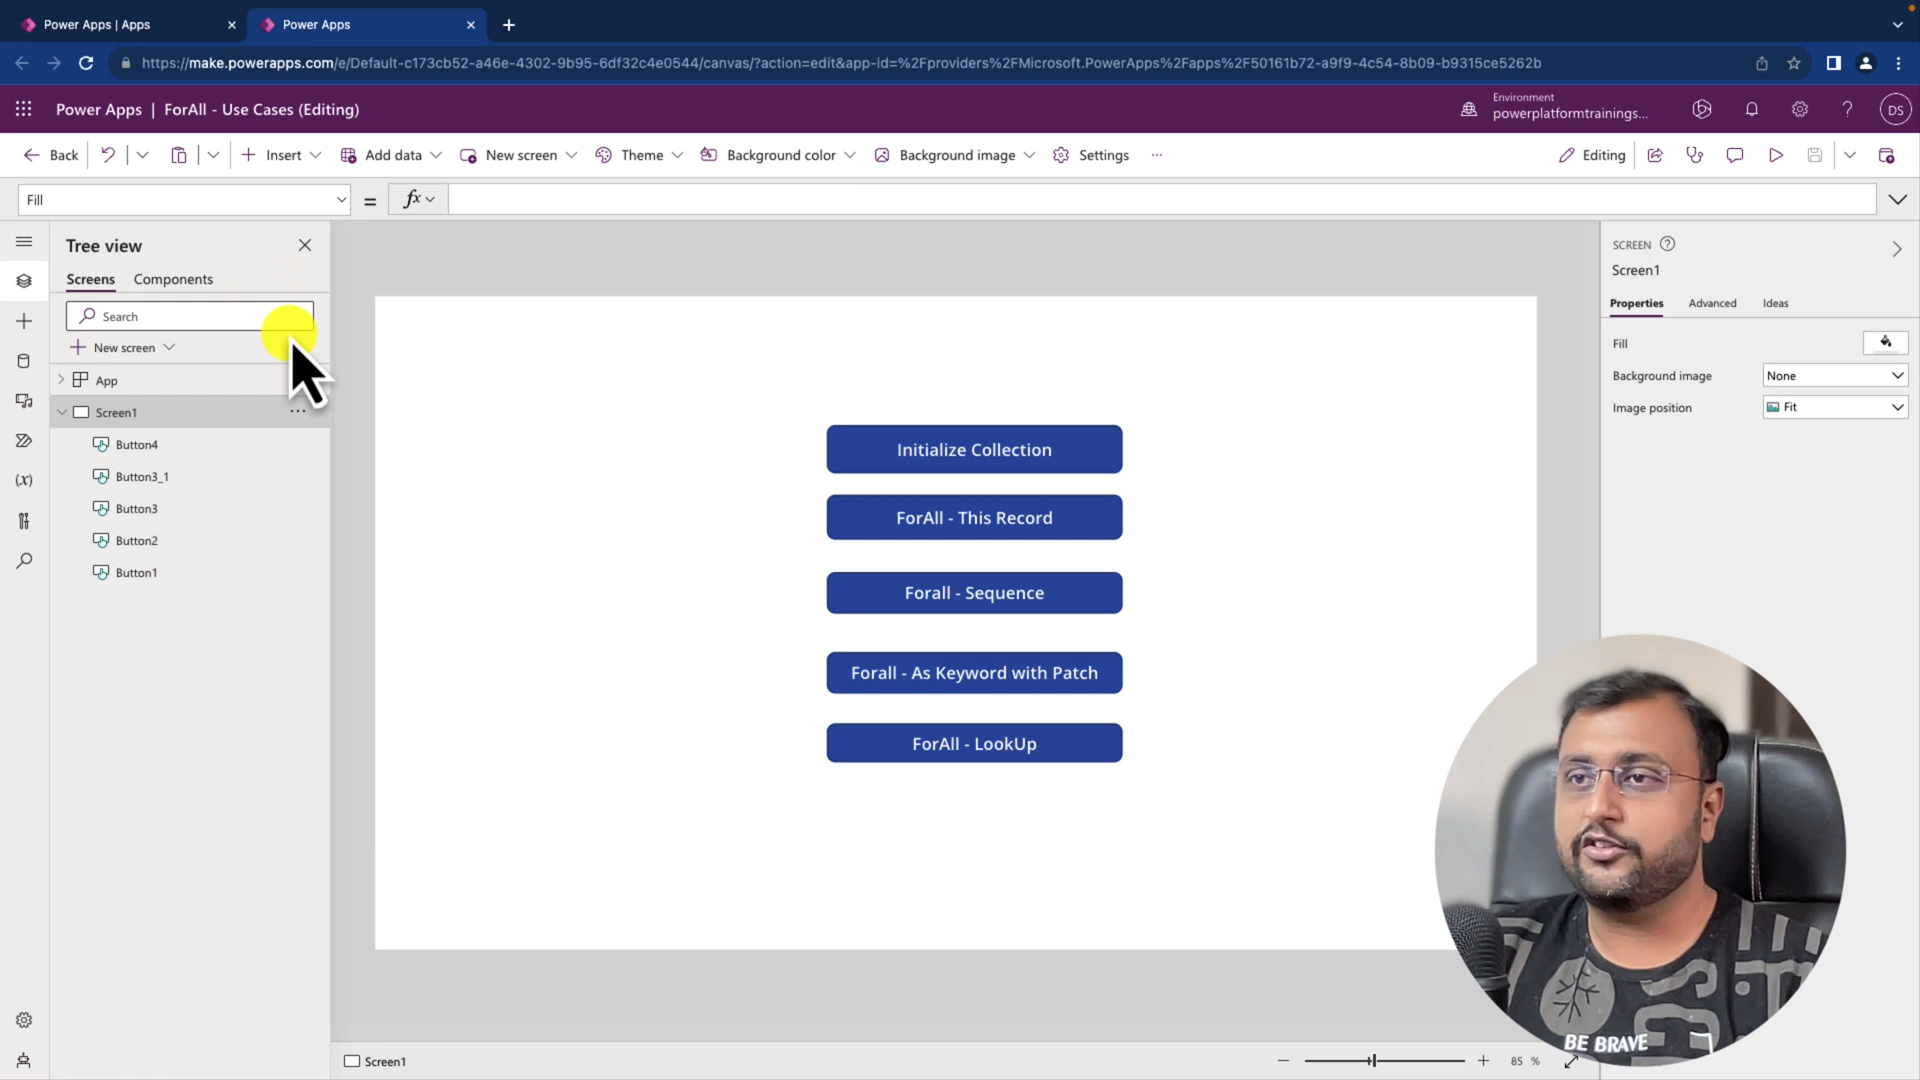 Power Apps | Apps
Power Apps
https://make.powerapps.com/e/Default-c173cb52-a46e-4302-9b95-6df32c4e0544/canvas/?action=edit&app-id=%2Fproviders%2FMicrosoft.PowerApps%2Fapps%2F50161b72-a9f9-4c54-8b09-b9315ce5262b
Power Apps | ForAll - Use Cases (Editing)
Environment
powerplatformtrainings...
DS
Back
Insert
Add data
New screen
Theme
Background color
Background image
Settings
Editing
Fill
=
fx
Tree view
Screens
Components
Search
New screen
App
Screen1
Button4
Button3_1
Button3
Button2
Button1
Initialize Collection
ForAll - This Record
Forall - Sequence
Forall - As Keyword with Patch
ForAll - LookUp
SCREEN
Screen1
Properties
Advanced
Ideas
Fill
Background image
None
Image position
Fit
BE BRAVE
Screen1
85 %